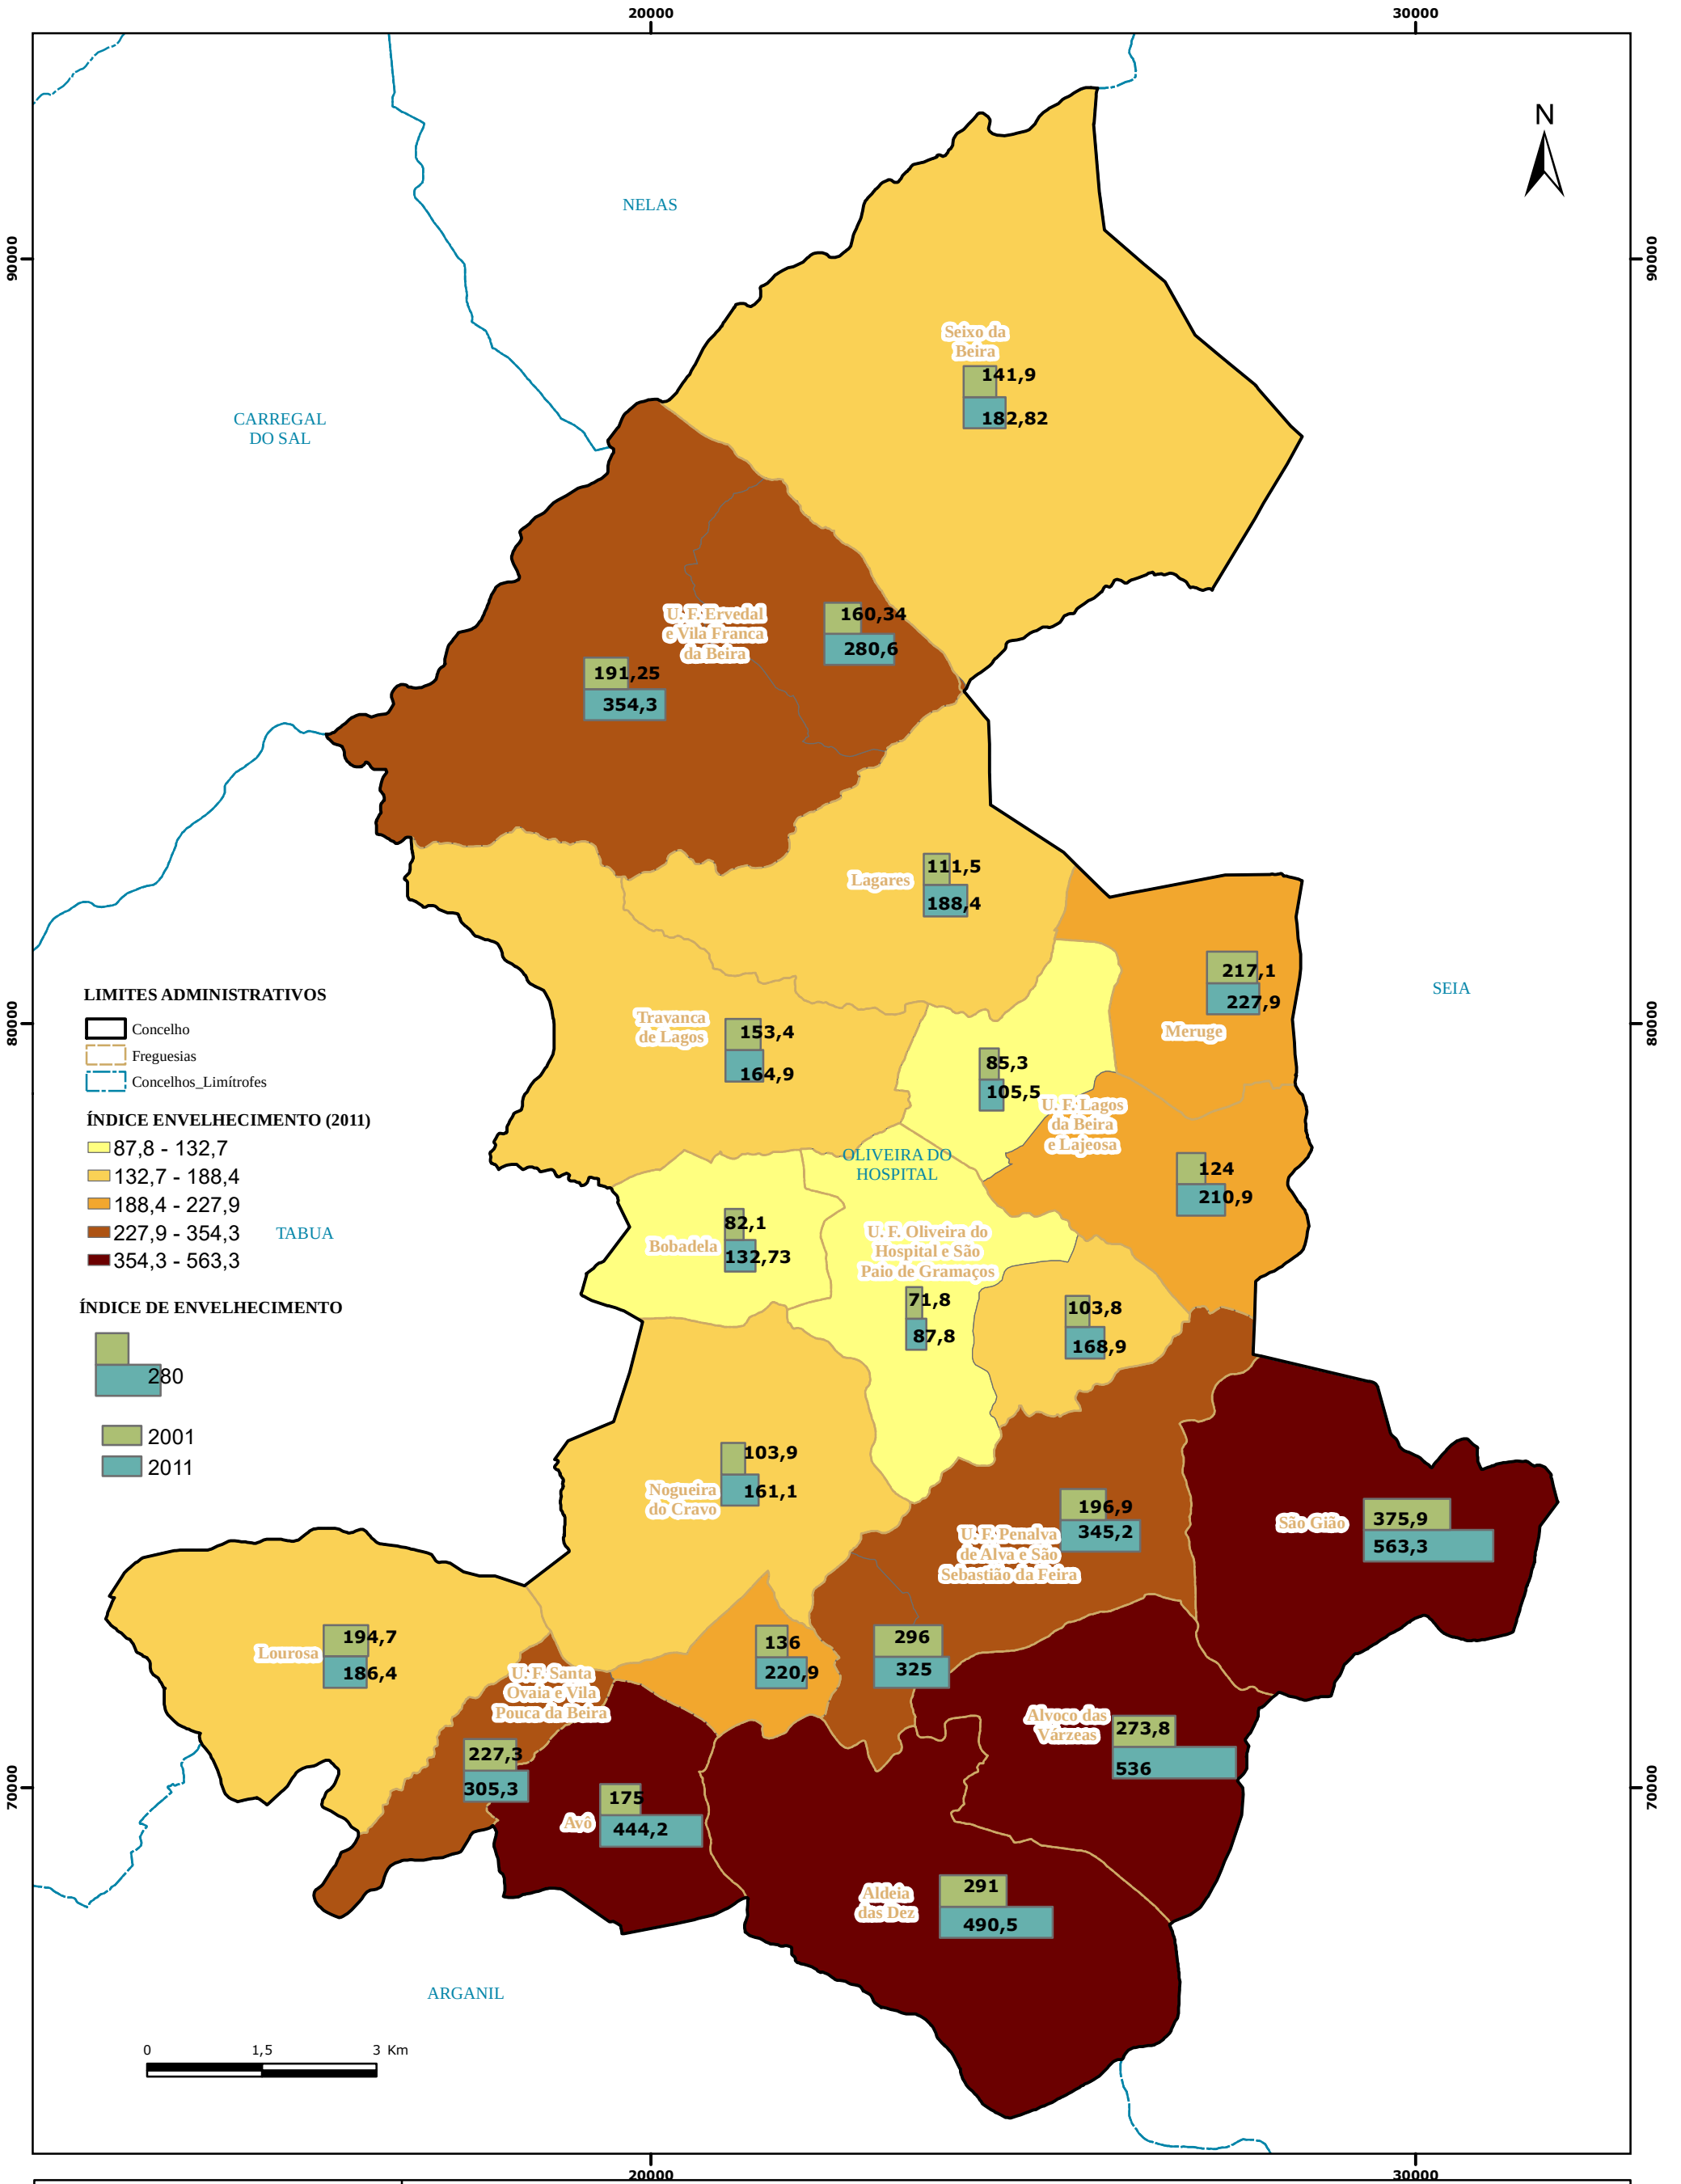 20000
30000
N
NELAS
90000
90000
Seixo da
Beira
141,9
182,82
CARREGAL
DO SAL
U. F. Ervedal
e Vila Franca
da Beira
160,34
280,6
191,25
354,3
Lagares
111,5
188,4
217,1
227,9
Meruge
SEIA
LIMITES ADMINISTRATIVOS
Concelho
Freguesias
Concelhos_Limítrofes
80000
80000
Travanca
de Lagos
153,4
164,9
85,3
105,5
U. F. Lagos
da Beira
e Lajeosa
124
210,9
ÍNDICE ENVELHECIMENTO (2011)
87,8 - 132,7
132,7 - 188,4
188,4 - 227,9
227,9 - 354,3
354,3 - 563,3
TABUA
OLIVEIRA DO
HOSPITAL
Bobadela
82,1
132,73
U. F. Oliveira do
Hospital e São
Paio de Gramaços
71,8
87,8
103,8
168,9
ÍNDICE DE ENVELHECIMENTO
280
2001
2011
103,9
161,1
Nogueira
do Cravo
196,9
345,2
U. F. Penalva
de Alva e São
Sebastião da Feira
São Gião
375,9
563,3
Lourosa
194,7
186,4
136
220,9
296
325
U. F. Santa
Ovaia e Vila
Pouca da Beira
227,3
305,3
Alvoco das
Várzeas
273,8
536
70000
70000
Avô
175
444,2
Aldeia
das Dez
291
490,5
ARGANIL
0
1,5
3 Km
20000
30000